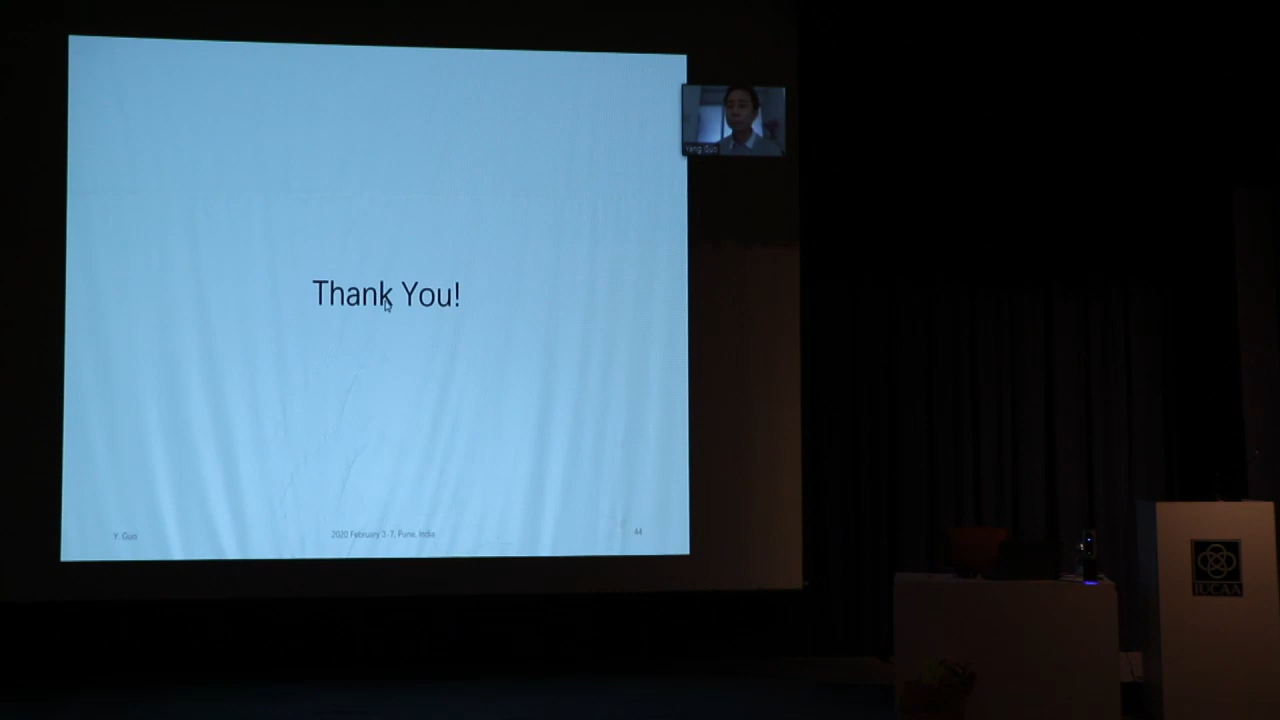 Yang Guo
Thank You!
Y. Guo
2020 February 3-7, Pune, India
44
IUCAA